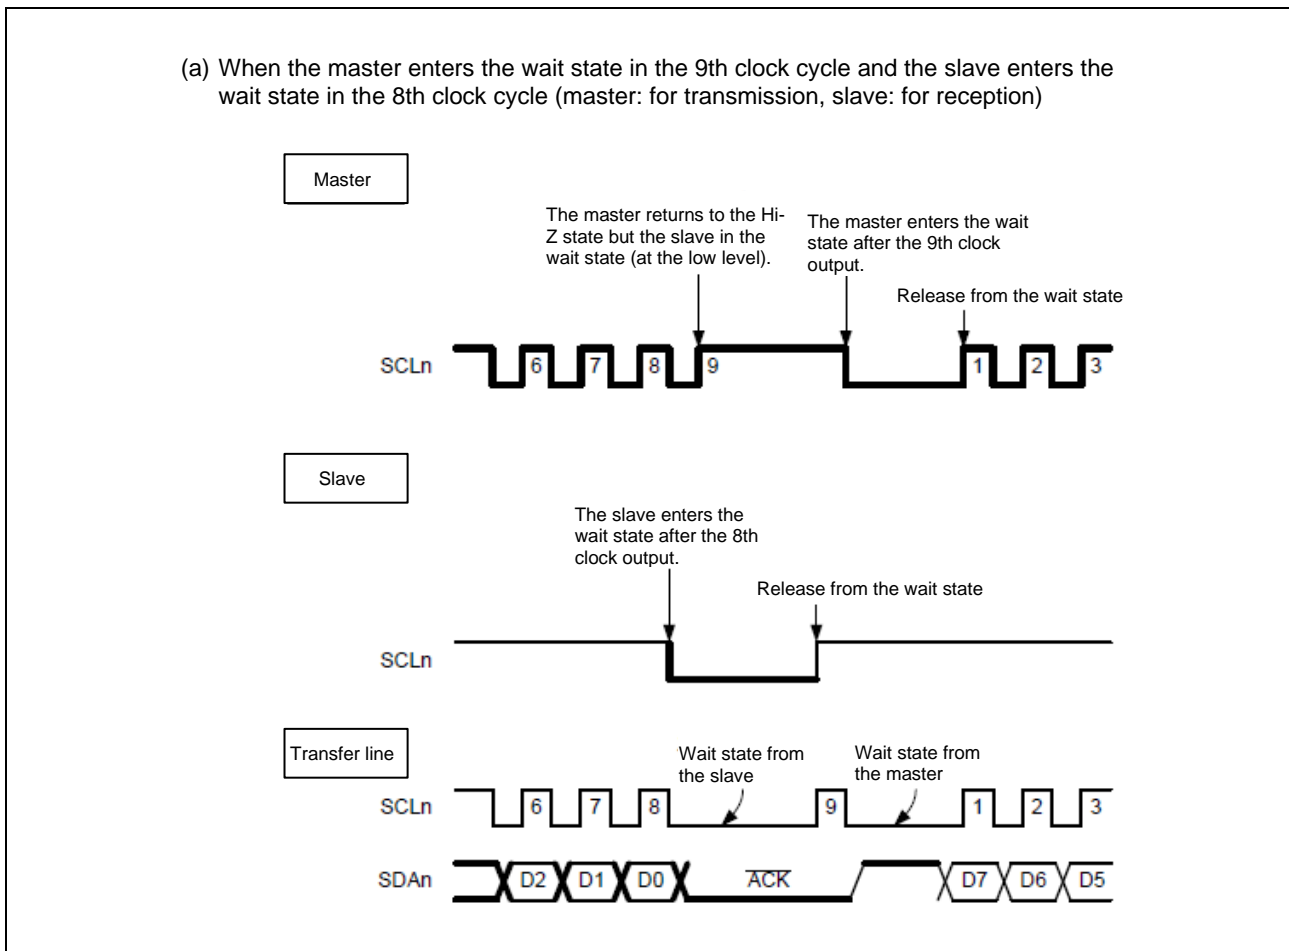 (a) When the master enters the wait state in the 9th clock cycle and the slave enters the
wait state in the 8th clock cycle (master: for transmission, slave: for reception)
Master
The master returns to the Hi-
Z state but the slave in the
wait state (at the low level).
The master enters the wait
state after the 9th clock
output.
Release from the wait state
SCLn 6 7 8 9 1 2 3
Slave
The slave enters the
wait state after the 8th
clock output.
Release from the wait state
SCLn
Transfer line
Wait state from
the slave
Wait state from
the master
SCLn 6 7 8 9 1 2 3
SDAn D2 D1 D0 A̅C̅K̅ D7 D6 D5